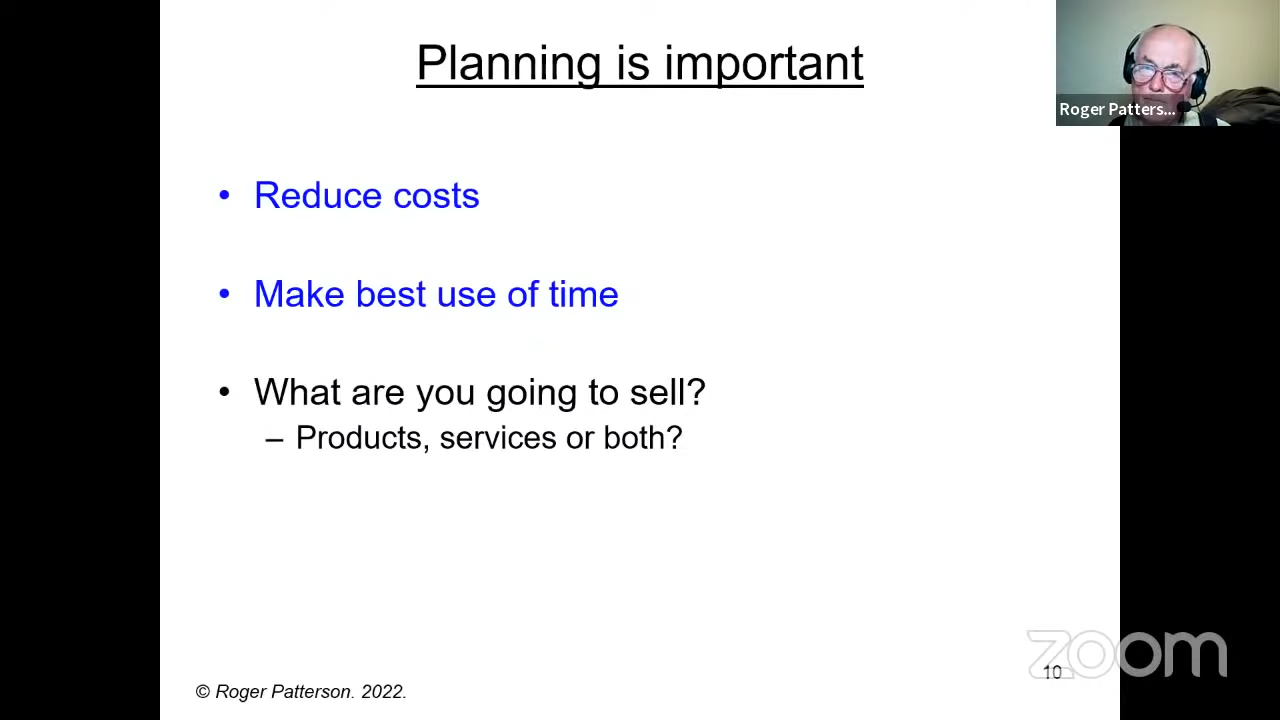 Planning is important
Roger Patters...
• Reduce costs
• Make best use of time
• What are you going to sell?
– Products, services or both?
zoom
10
© Roger Patterson. 2022.